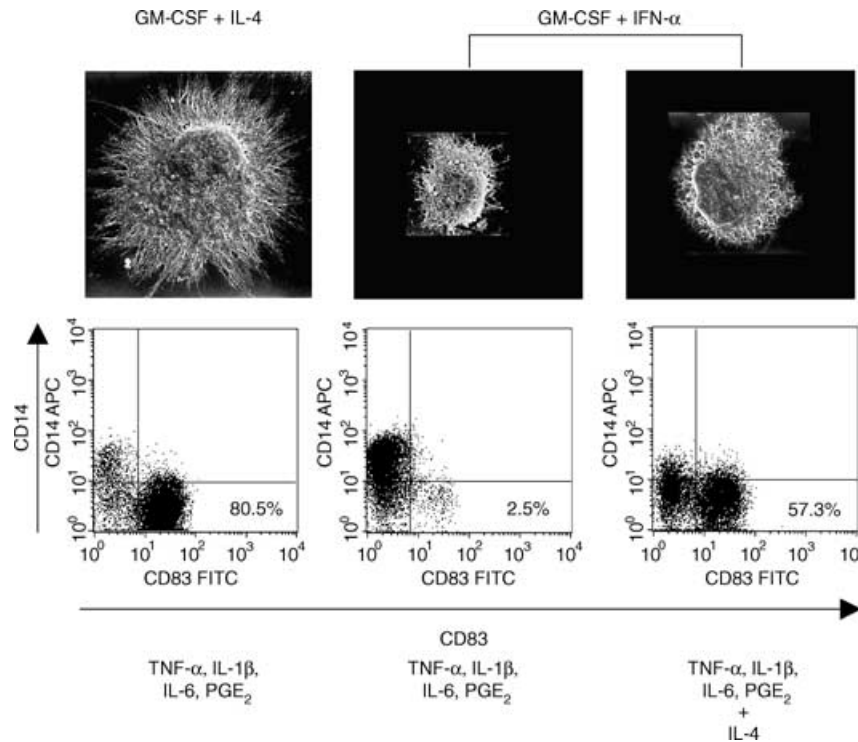 GM-CSF + IL-4
GM-CSF + IFN-α
CD14
CD14 APC
10⁴
10³
10²
10¹
10⁰
80.5%
10⁰ 10¹ 10² 10³ 10⁴
CD83 FITC
CD14 APC
10⁴
10³
10²
10¹
10⁰
2.5%
10⁰ 10¹ 10² 10³ 10⁴
CD83 FITC
CD14 APC
10⁴
10³
10²
10¹
10⁰
57.3%
10⁰ 10¹ 10² 10³ 10⁴
CD83 FITC
CD83
TNF-α, IL-1β,
IL-6, PGE₂
TNF-α, IL-1β,
IL-6, PGE₂
TNF-α, IL-1β,
IL-6, PGE₂
+
IL-4